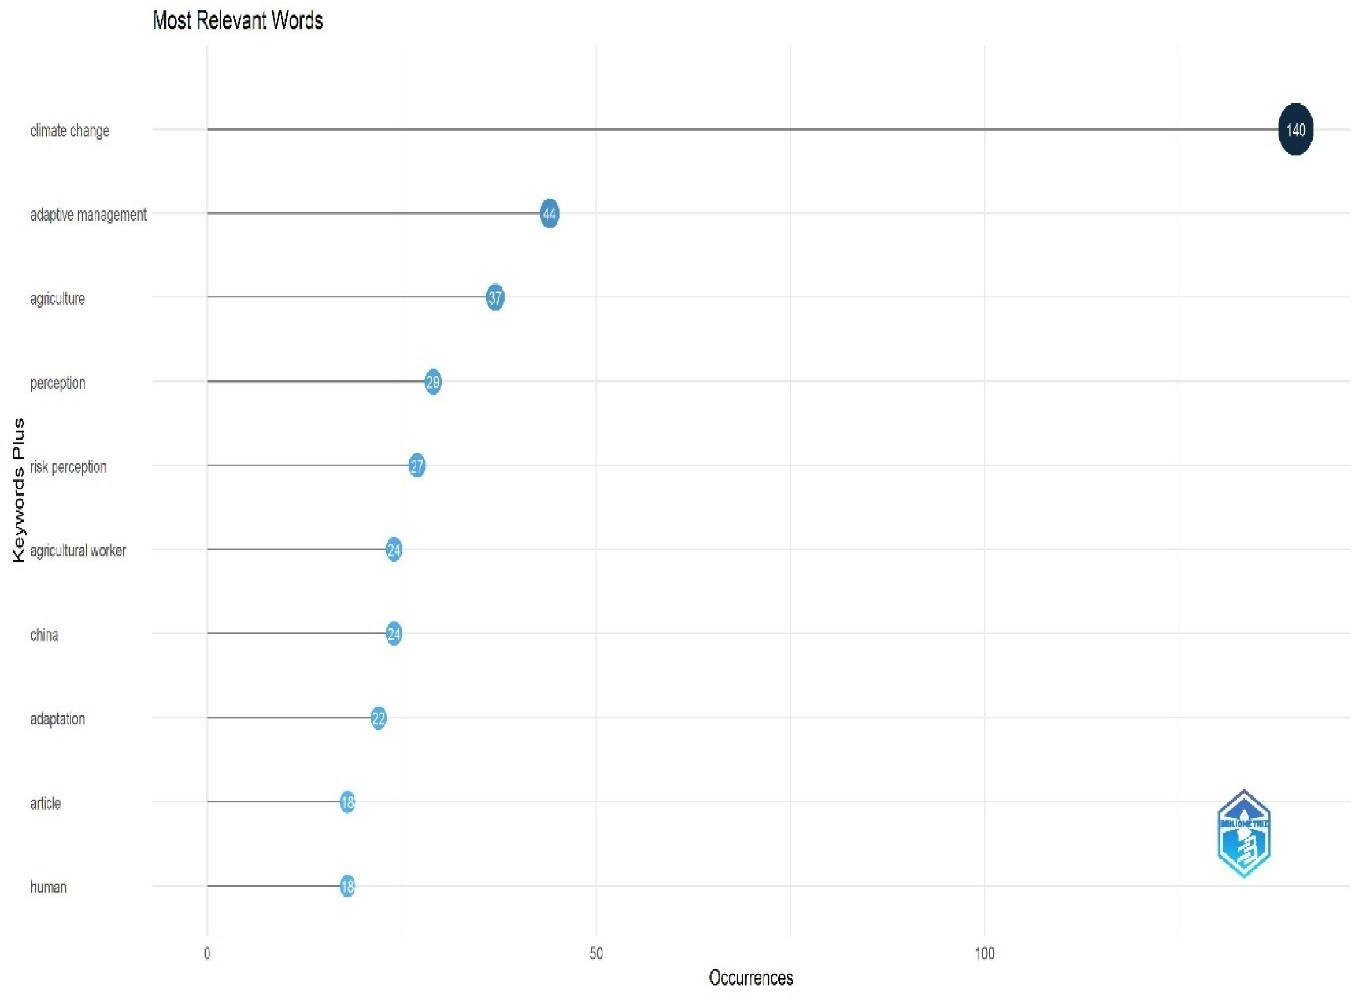 Most Relevant Words
Keywords Plus
climate change
140
adaptive management
44
agriculture
37
perception
29
risk perception
27
agricultural worker
24
china
24
adaptation
22
article
18
human
18
0
50
100
Occurrences
BIBLIOMETRIX